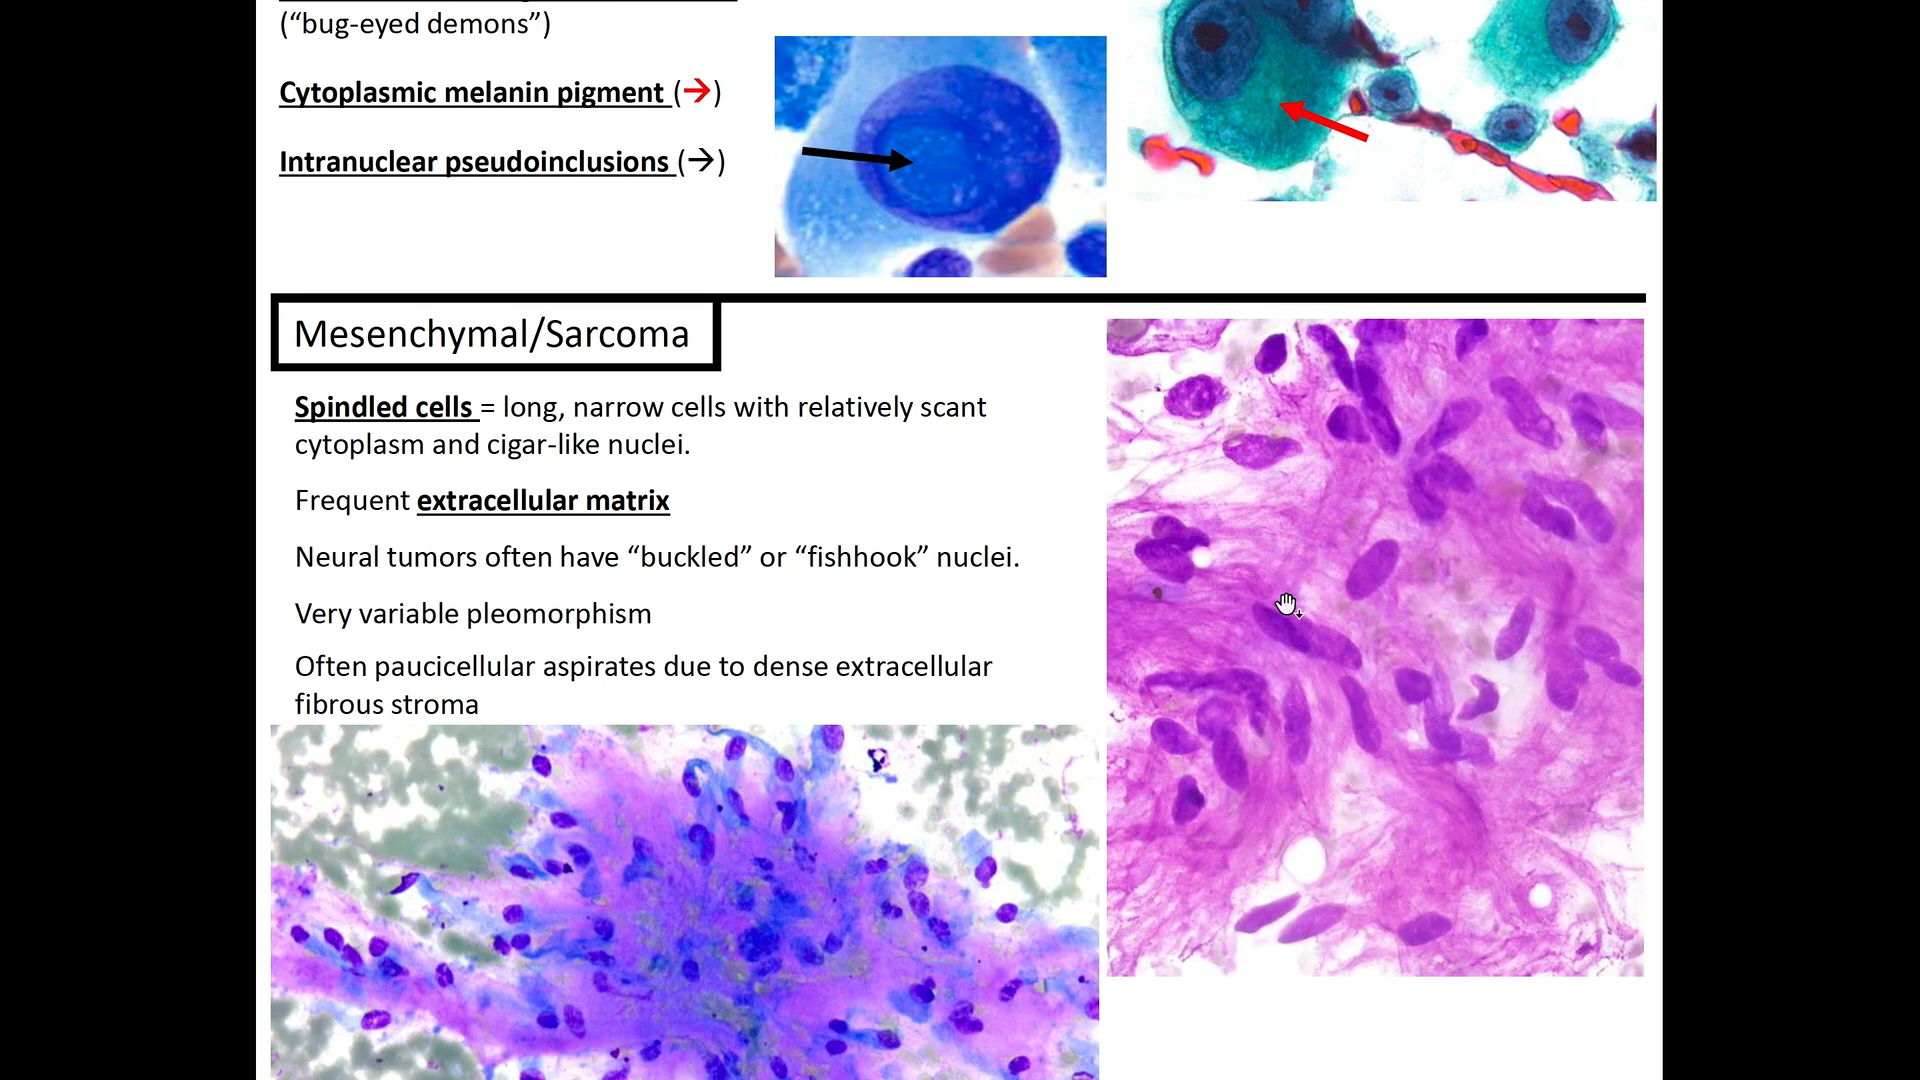 (“bug-eyed demons”)
Cytoplasmic melanin pigment (→)
Intranuclear pseudoinclusions (→)
Mesenchymal/Sarcoma
Spindled cells = long, narrow cells with relatively scant
cytoplasm and cigar-like nuclei.
Frequent extracellular matrix
Neural tumors often have “buckled” or “fishhook” nuclei.
Very variable pleomorphism
Often paucicellular aspirates due to dense extracellular
fibrous stroma